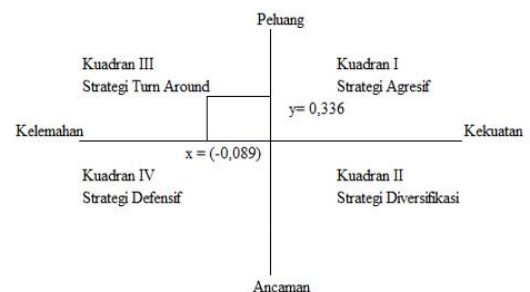 Peluang
Kuadran III
Strategi Turn Around
Kuadran I
Strategi Agresif
y= 0,336
Kelemahan
Kekuatan
x = (-0,089)
Kuadran IV
Strategi Defensif
Kuadran II
Strategi Diversifikasi
Ancaman